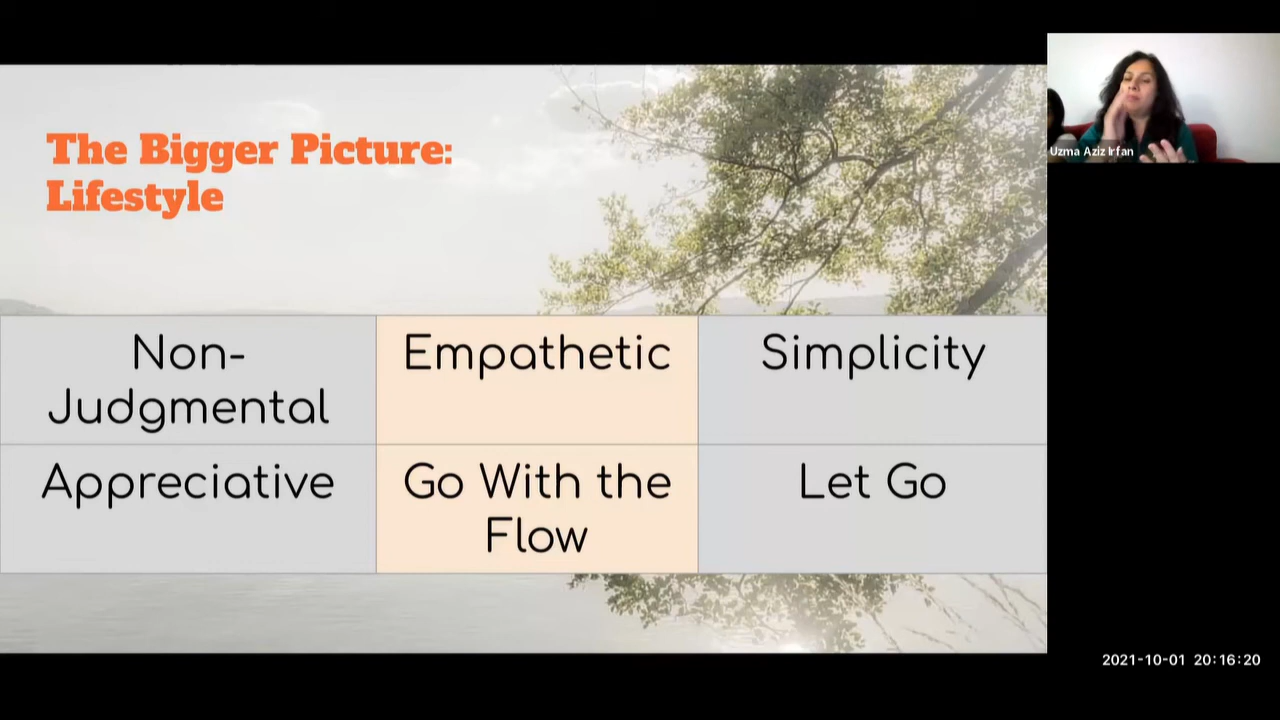 The Bigger Picture:
Lifestyle
Uzma Aziz Irfan
Non-
Judgmental
Empathetic
Simplicity
Appreciative
Go With the
Flow
Let Go
2021-10-01 20:16:20